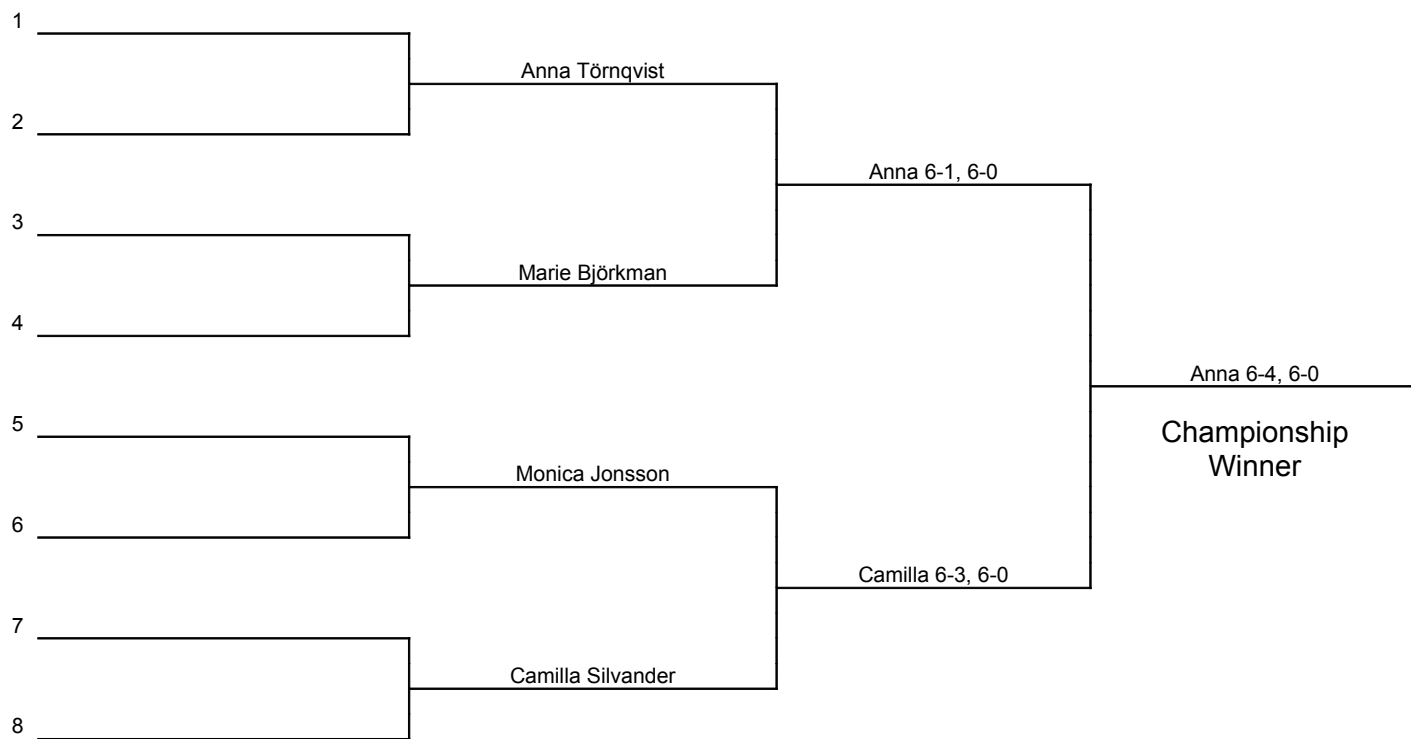 1
Anna Törnqvist
2
Anna 6-1, 6-0
3
Marie Björkman
4
Anna 6-4, 6-0
Championship
Winner
5
Monica Jonsson
6
Camilla 6-3, 6-0
7
Camilla Silvander
8